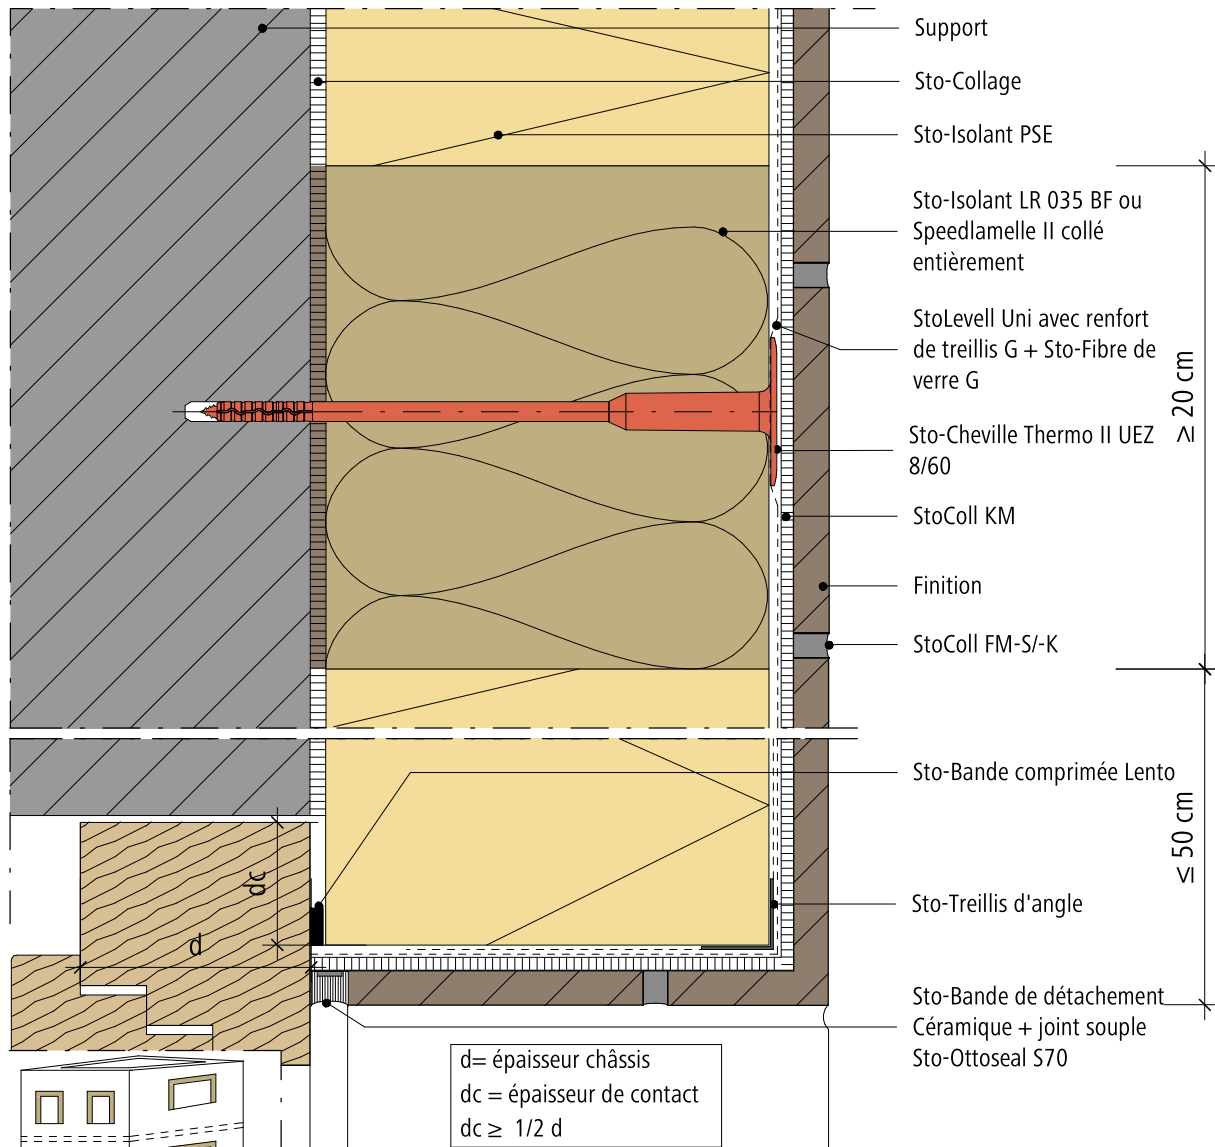 Support
Sto-Collage
Sto-Isolant PSE
Sto-Isolant LR 035 BF ou
Speedlamelle II collé
entièrement
StoLevell Uni avec renfort
de treillis G + Sto-Fibre de
verre G
≥ 20 cm
Sto-Cheville Thermo II UEZ
8/60
StoColl KM
Finition
StoColl FM-S/-K
Sto-Bande comprimée Lento
≤ 50 cm
dc
Sto-Treillis d'angle
d
Sto-Bande de détachement
Céramique + joint souple
Sto-Ottoseal S70
d= épaisseur châssis
dc = épaisseur de contact
dc ≥ 1/2 d